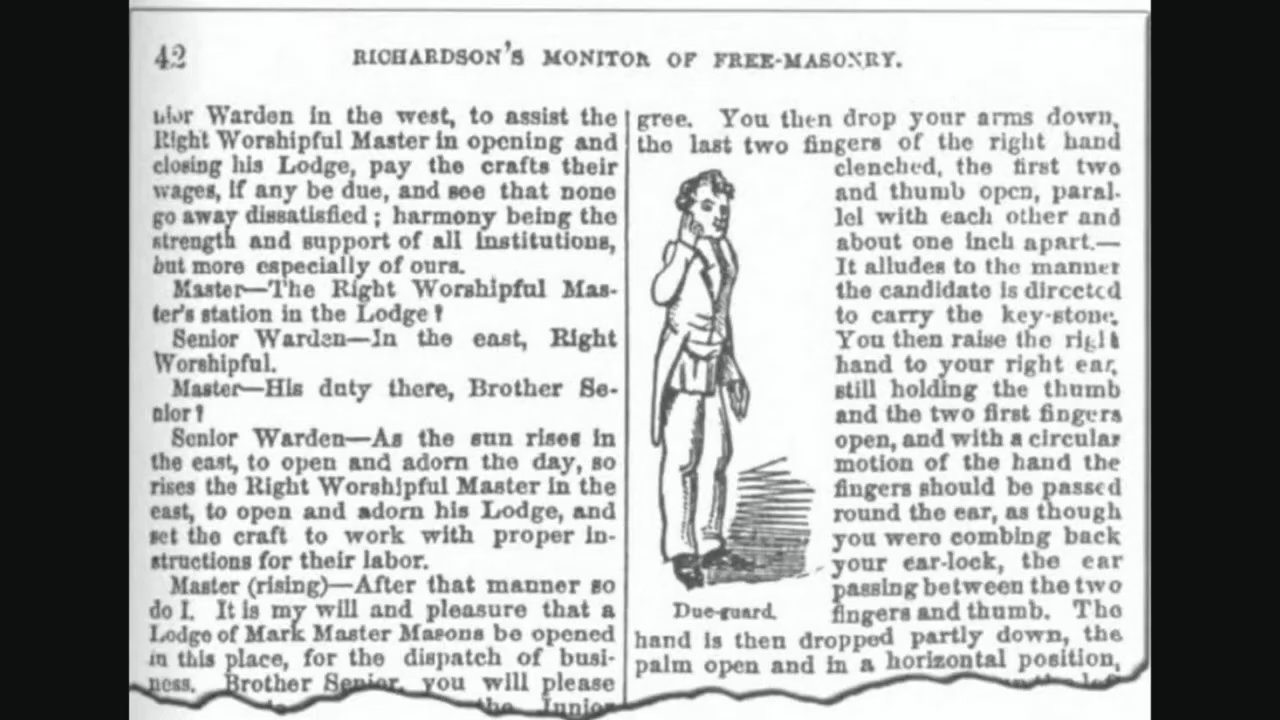 42
RICHARDSON'S MONITOR OF FREE-MASONRY.
nior Warden in the west, to assist the
Right Worshipful Master in opening and
closing his Lodge, pay the crafts their
wages, if any be due, and see that none
go away dissatisfied ; harmony being the
strength and support of all institutions,
but more especially of ours.
Master—The Right Worshipful Mas-
ter's station in the Lodge?
Senior Warden—In the east, Right
Worshipful.
Master—His duty there, Brother Se-
nior?
Senior Warden—As the sun rises in
the east, to open and adorn the day, so
rises the Right Worshipful Master in the
east, to open and adorn his Lodge, and
set the craft to work with proper in-
structions for their labor.
Master (rising)—After that manner so
do I. It is my will and pleasure that a
Lodge of Mark Master Masons be opened
in this place, for the dispatch of busi-
ness. Brother Senior, you will please
the Junior
gree. You then drop your arms down,
the last two fingers of the right hand
clenched, the first two
and thumb open, paral-
lel with each other and
about one inch apart.—
It alludes to the manner
the candidate is directed
to carry the key-stone.
You then raise the right
hand to your right ear,
still holding the thumb
and the two first fingers
open, and with a circular
motion of the hand the
fingers should be passed
round the ear, as though
you were combing back
your ear-lock, the ear
passing between the two
fingers and thumb. The
Due-guard.
hand is then dropped partly down, the
palm open and in a horizontal position,